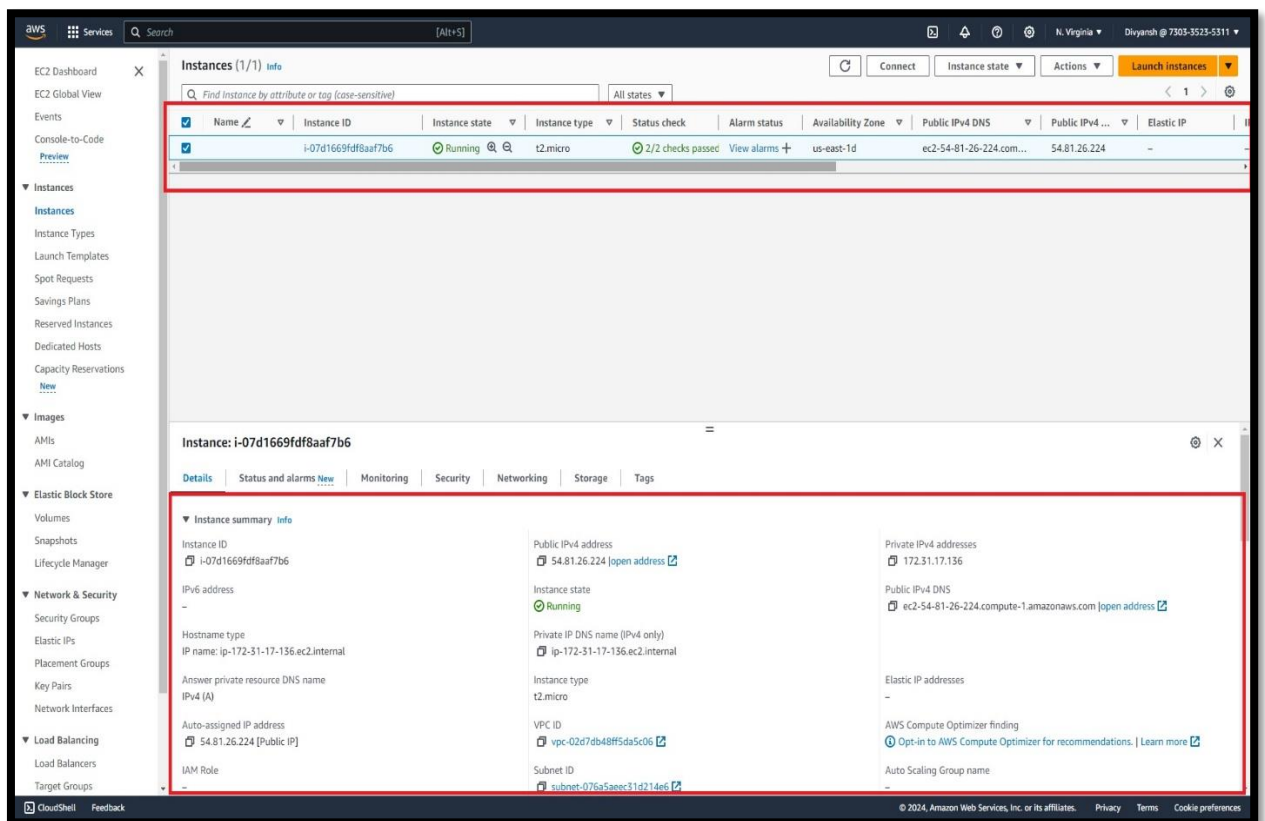 aws Services Search [Alt+S] N. Virginia Divyansh @ 7303-3523-5311
EC2 Dashboard
EC2 Global View
Events
Console-to-Code
Preview
Instances
Instances
Instance Types
Launch Templates
Spot Requests
Savings Plans
Reserved Instances
Dedicated Hosts
Capacity Reservations
New
Images
AMIs
AMI Catalog
Elastic Block Store
Volumes
Snapshots
Lifecycle Manager
Network & Security
Security Groups
Elastic IPs
Placement Groups
Key Pairs
Network Interfaces
Load Balancing
Load Balancers
Target Groups
Instances (1/1) Info Connect Instance state Actions Launch instances
Find Instance by attribute or tag (case-sensitive) All states 1
Name Instance ID Instance state Instance type Status check Alarm status Availability Zone Public IPv4 DNS Public IPv4 ... Elastic IP
i-07d1669fdf8aaf7b6 Running t2.micro 2/2 checks passed View alarms + us-east-1d ec2-54-81-26-224.com... 54.81.26.224 –
Instance: i-07d1669fdf8aaf7b6
Details Status and alarms New Monitoring Security Networking Storage Tags
Instance summary Info
Instance ID Public IPv4 address Private IPv4 addresses
i-07d1669fdf8aaf7b6 54.81.26.224 |open address 172.31.17.136
IPv6 address Instance state Public IPv4 DNS
– Running ec2-54-81-26-224.compute-1.amazonaws.com |open address
Hostname type Private IP DNS name (IPv4 only)
IP name: ip-172-31-17-136.ec2.internal ip-172-31-17-136.ec2.internal
Answer private resource DNS name Instance type Elastic IP addresses
IPv4 (A) t2.micro –
Auto-assigned IP address VPC ID AWS Compute Optimizer finding
54.81.26.224 [Public IP] vpc-02d7db48ff5da5c06 Opt-in to AWS Compute Optimizer for recommendations. | Learn more
IAM Role Subnet ID Auto Scaling Group name
– subnet-076a5aeec31d214e6 –
CloudShell Feedback © 2024, Amazon Web Services, Inc. or its affiliates. Privacy Terms Cookie preferences